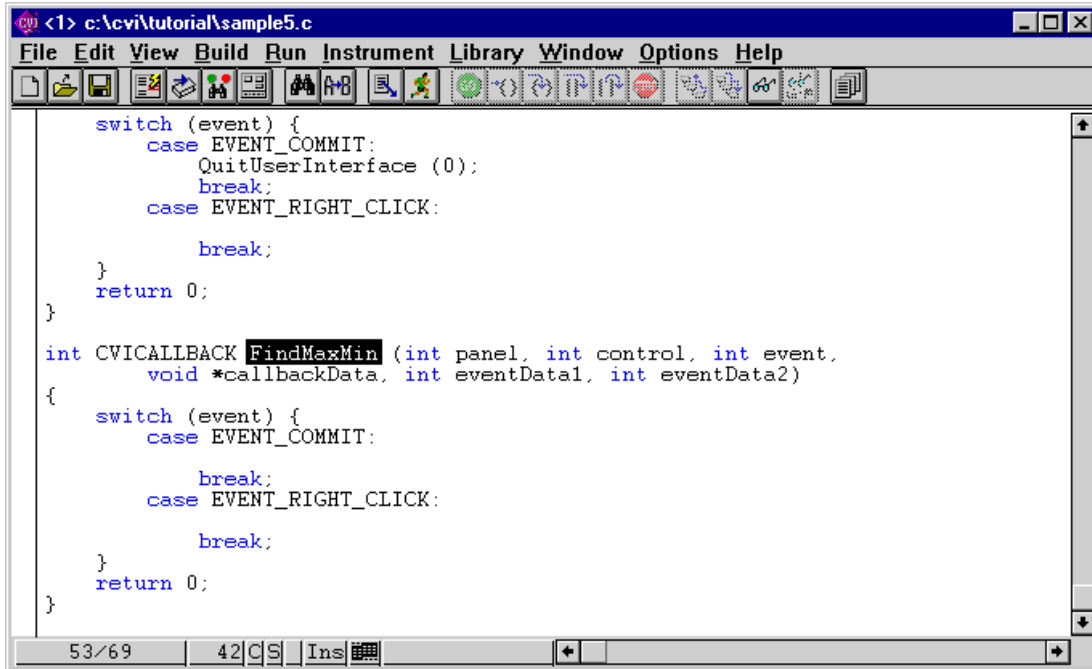 <1> c:\cvi\tutorial\sample5.c
File Edit View Build Run Instrument Library Window Options Help
switch (event) {
case EVENT_COMMIT:
QuitUserInterface (0);
break;
case EVENT_RIGHT_CLICK:
break;
}
return 0;
}
int CVICALLBACK FindMaxMin (int panel, int control, int event,
void *callbackData, int eventData1, int eventData2)
{
switch (event) {
case EVENT_COMMIT:
break;
case EVENT_RIGHT_CLICK:
break;
}
return 0;
}
53/69 42 C S Ins